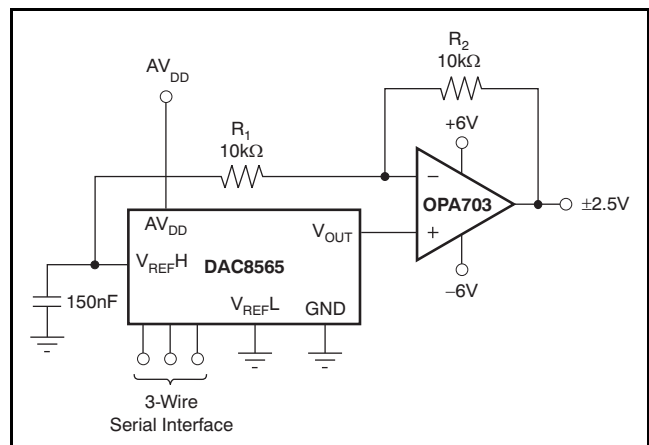 R2
10kΩ
AVDD
+6V
R1
10kΩ
−
OPA703
±2.5V
+
AVDD
VOUT
VREFH
DAC8565
−6V
150nF
VREFL
GND
3-Wire
Serial Interface